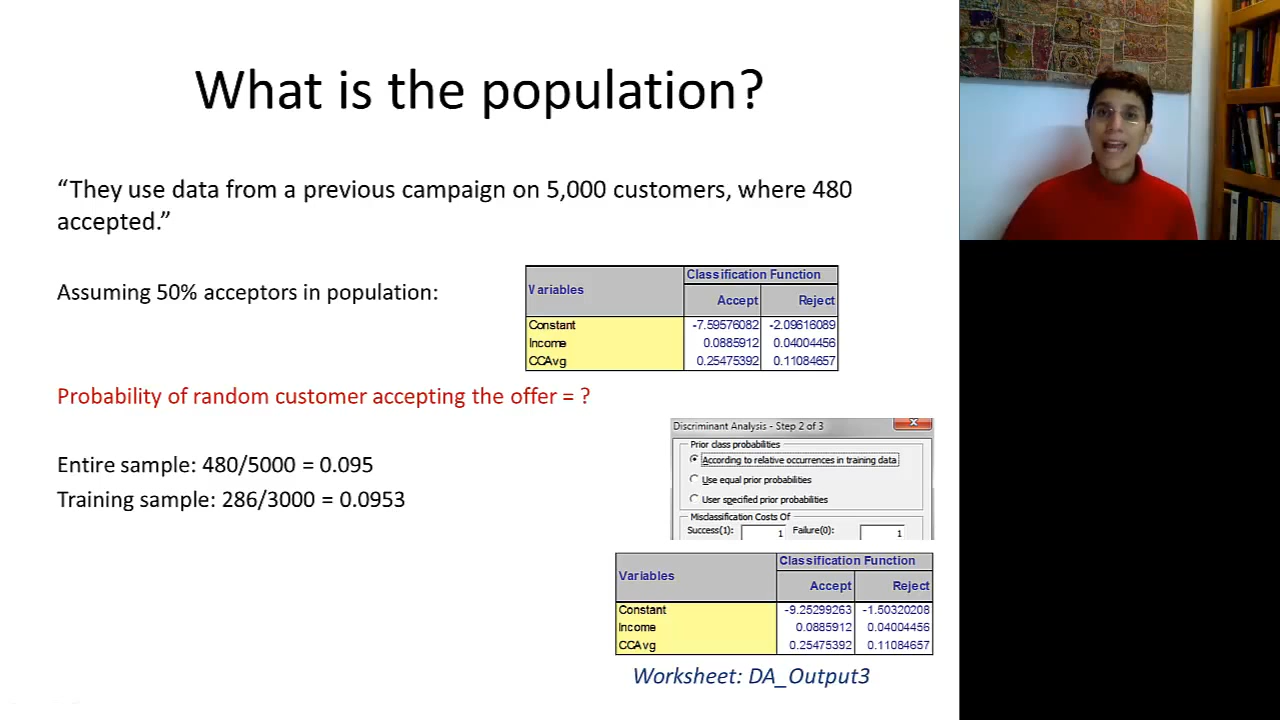 What is the population?
“They use data from a previous campaign on 5,000 customers, where 480
accepted.”
Assuming 50% acceptors in population:
Variables Classification Function
Accept Reject
Constant -7.59576082 -2.09616089
Income 0.0885912 0.04004456
CCAvg 0.25475392 0.11084657
Probability of random customer accepting the offer = ?
Entire sample: 480/5000 = 0.095
Training sample: 286/3000 = 0.0953
Discriminant Analysis - Step 2 of 3
Prior class probabilities
According to relative occurrences in training data
Use equal prior probabilities
User specified prior probabilities
Misclassification Costs Of
Success(1): 1 Failure(0): 1
Variables Classification Function
Accept Reject
Constant -9.25299263 -1.50320208
Income 0.0885912 0.04004456
CCAvg 0.25475392 0.11084657
Worksheet: DA_Output3